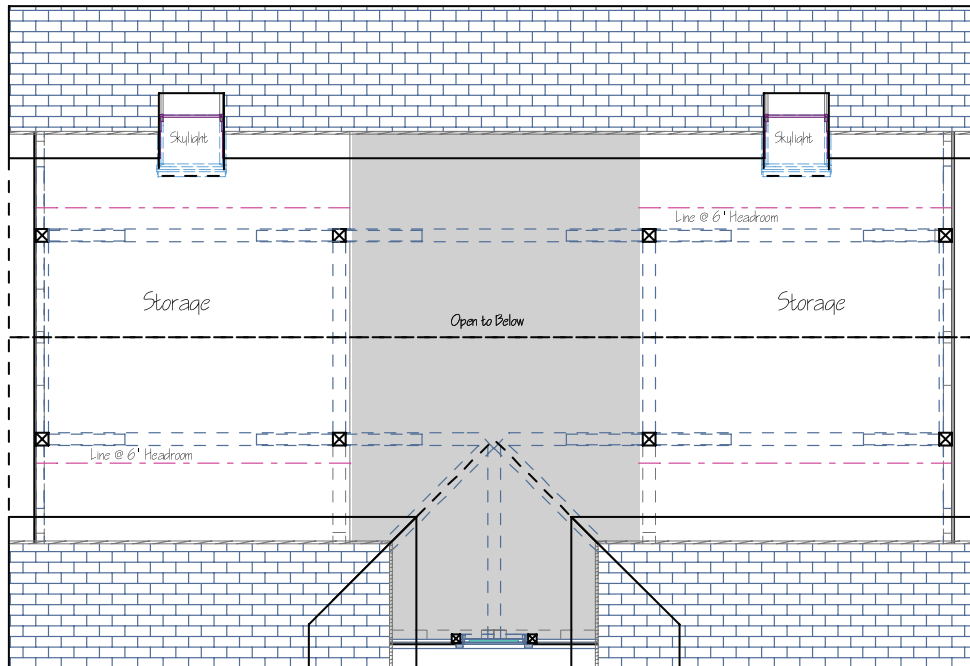 Skylight
Skylight
Line @ 6' Headroom
Storage
Storage
Open to Below
Line @ 6' Headroom